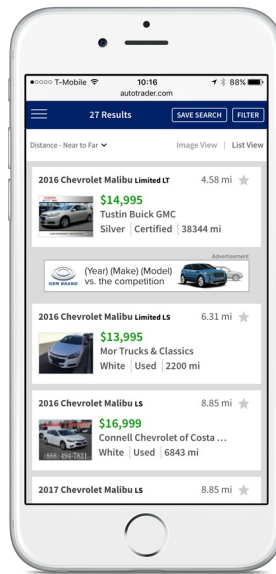 T-Mobile 10:16 88%
autotrader.com
27 Results SAVE SEARCH FILTER
Distance - Near to Far Image View | List View
2016 Chevrolet Malibu Limited LT 4.58 mi
$14,995
Tustin Buick GMC
Silver | Certified | 38344 mi
Advertisement
(Year) (Make) (Model)
OEM BRAND vs. the competition
2016 Chevrolet Malibu Limited LS 6.31 mi
$13,995
Mor Trucks & Classics
White | Used | 2200 mi
2016 Chevrolet Malibu LS 8.85 mi
$16,999
Connell Chevrolet of Costa ...
White | Used | 6843 mi
(888) 494-7831
2017 Chevrolet Malibu LS 8.85 mi